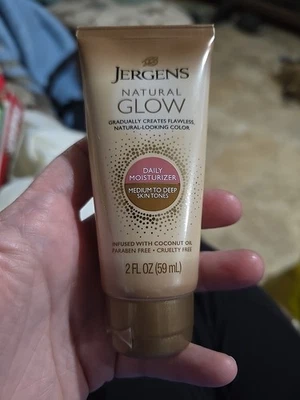 JERGENS
NATURAL
GLOW
GRADUALLY CREATES FLAWLESS,
NATURAL-LOOKING COLOR
DAILY
MOISTURIZER
MEDIUM TO DEEP
SKIN TONES
INFUSED WITH COCONUT OIL
PARABEN FREE • CRUELTY FREE
2 FL OZ (59 mL)